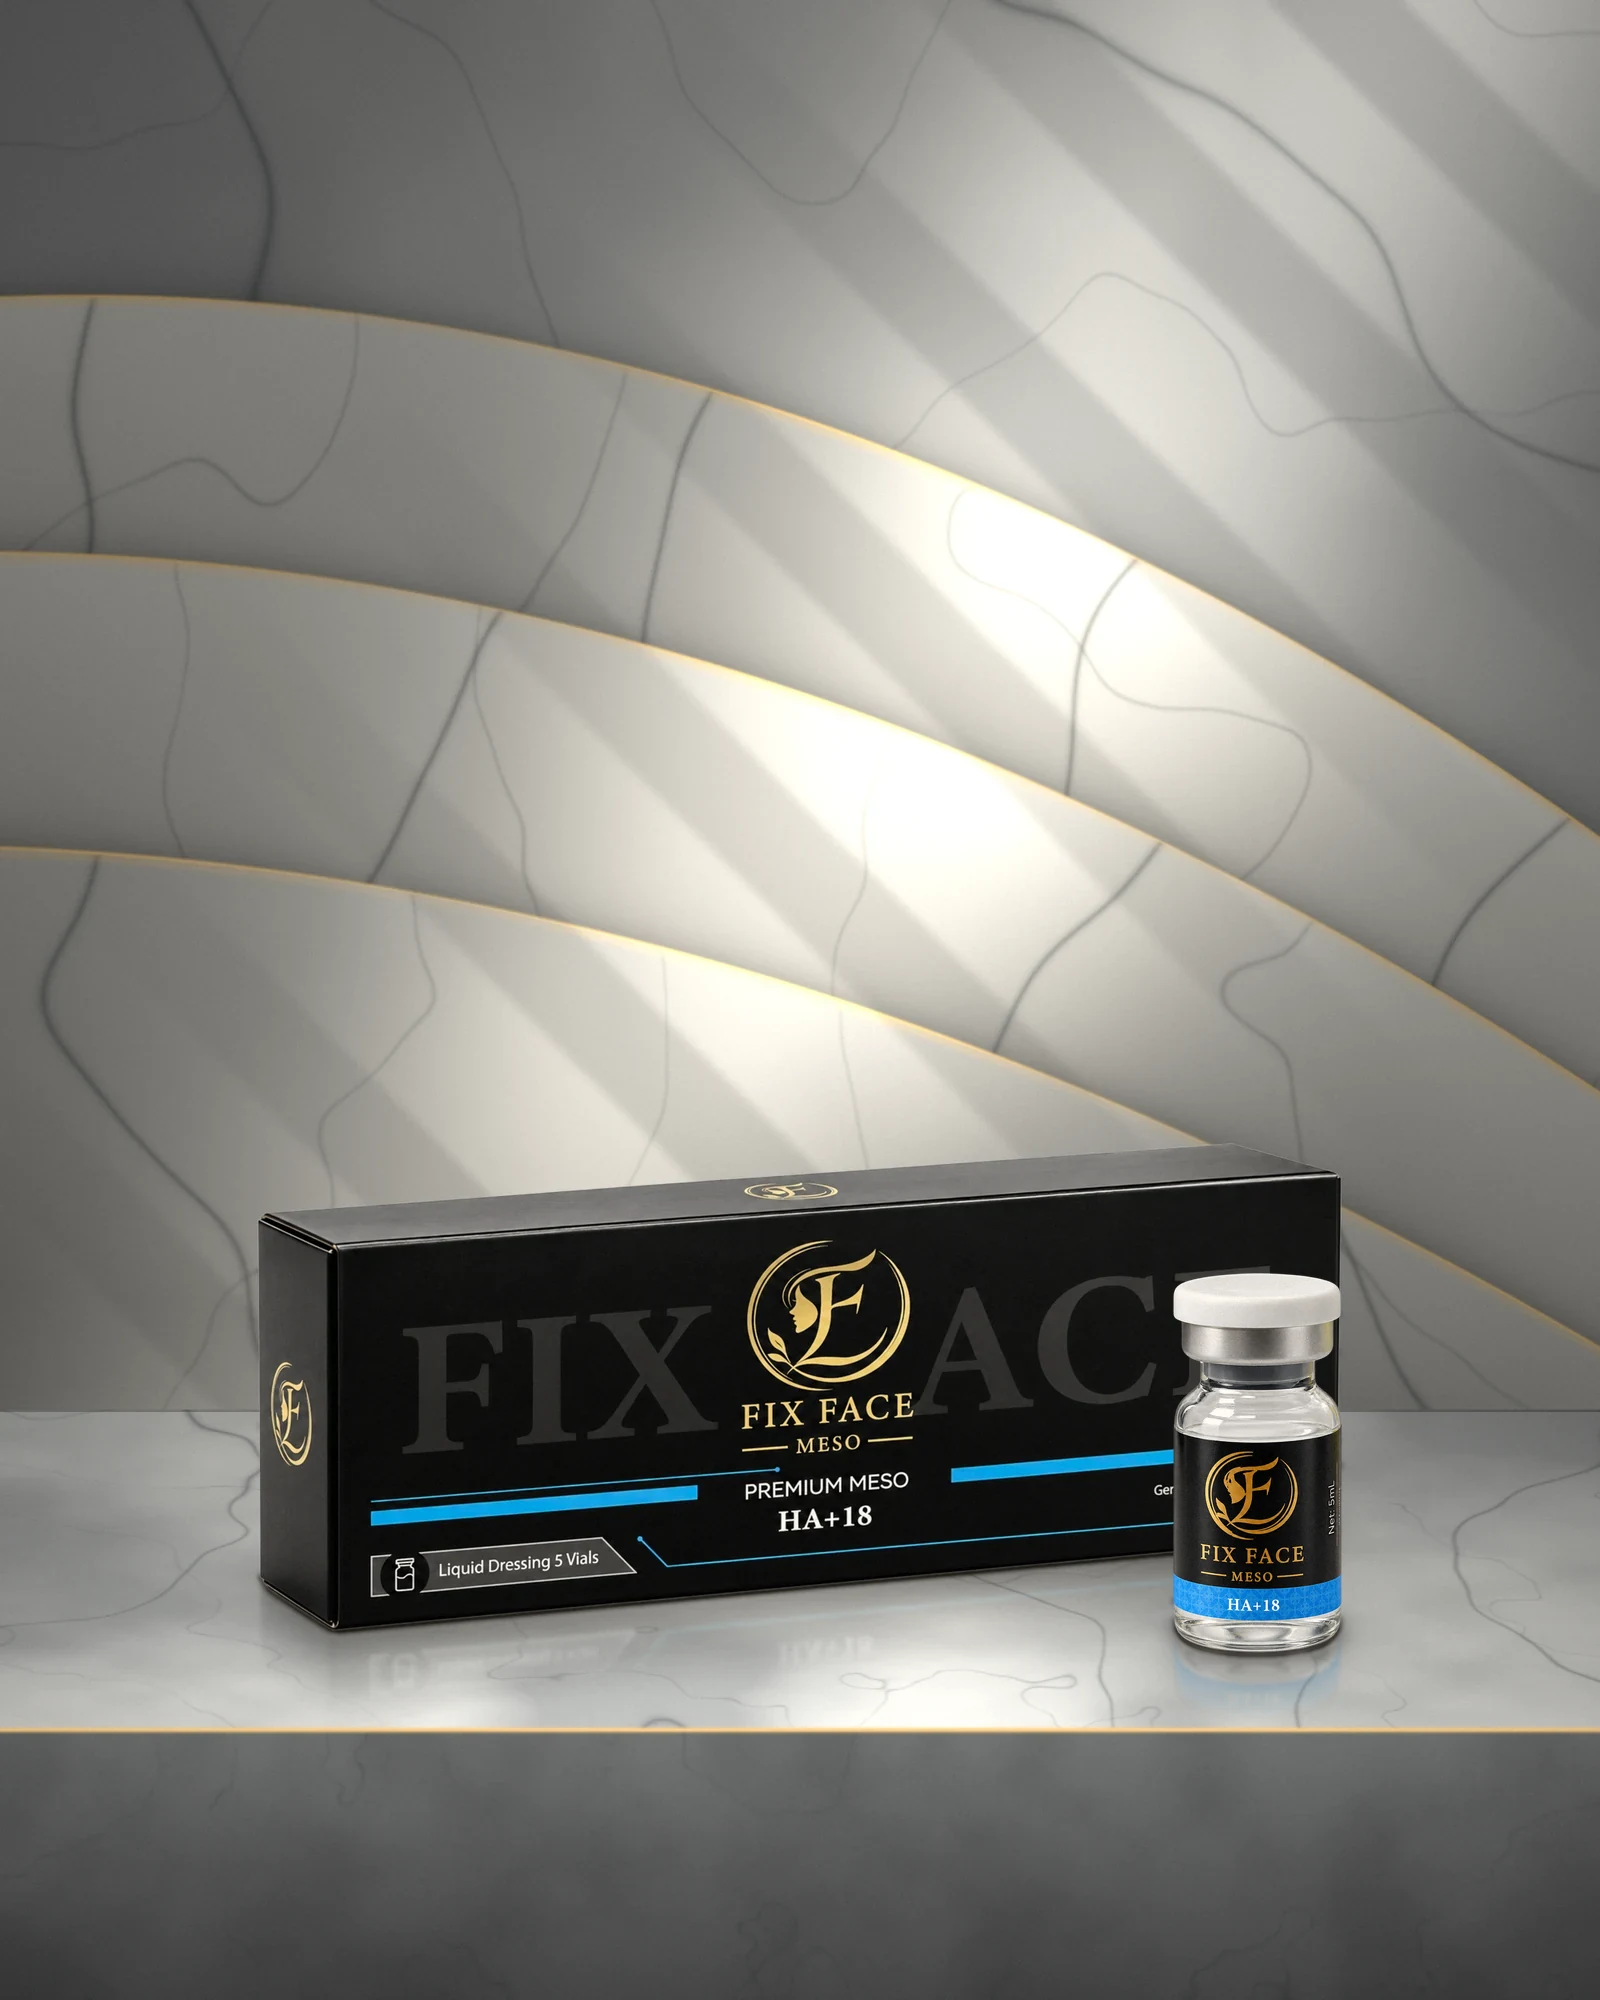 FIX FACE
FIX FACE
MESO
PREMIUM MESO
HA+18
Liquid Dressing 5 Vials
FIX FACE
MESO
HA+18
Net: 5mL